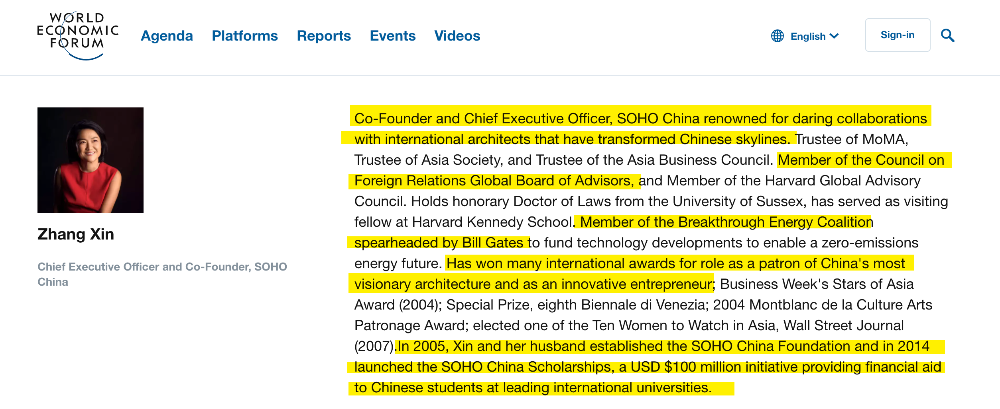 WORLD
ECONOMIC
FORUM
Agenda Platforms Reports Events Videos
English
Sign-in
Zhang Xin
Chief Executive Officer and Co-Founder, SOHO
China
Co-Founder and Chief Executive Officer, SOHO China renowned for daring collaborations
with international architects that have transformed Chinese skylines. Trustee of MoMA,
Trustee of Asia Society, and Trustee of the Asia Business Council. Member of the Council on
Foreign Relations Global Board of Advisors, and Member of the Harvard Global Advisory
Council. Holds honorary Doctor of Laws from the University of Sussex, has served as visiting
fellow at Harvard Kennedy School. Member of the Breakthrough Energy Coalition
spearheaded by Bill Gates to fund technology developments to enable a zero-emissions
energy future. Has won many international awards for role as a patron of China's most
visionary architecture and as an innovative entrepreneur; Business Week's Stars of Asia
Award (2004); Special Prize, eighth Biennale di Venezia; 2004 Montblanc de la Culture Arts
Patronage Award; elected one of the Ten Women to Watch in Asia, Wall Street Journal
(2007).In 2005, Xin and her husband established the SOHO China Foundation and in 2014
launched the SOHO China Scholarships, a USD $100 million initiative providing financial aid
to Chinese students at leading international universities.